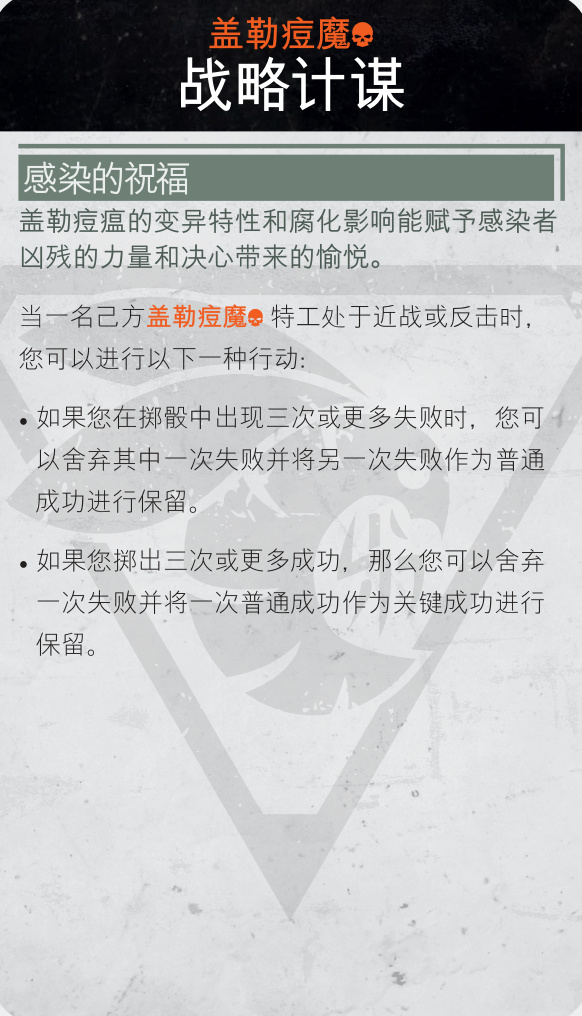 盖勒痘魔
战略计谋
感染的祝福
盖勒痘瘟的变异特性和腐化影响能赋予感染者
凶残的力量和决心带来的愉悦。
当一名己方盖勒痘魔 特工处于近战或反击时，
您可以进行以下一种行动:
• 如果您在掷骰中出现三次或更多失败时，您可
以舍弃其中一次失败并将另一次失败作为普通
成功进行保留。
• 如果您掷出三次或更多成功，那么您可以舍弃
一次失败并将一次普通成功作为关键成功进行
保留。